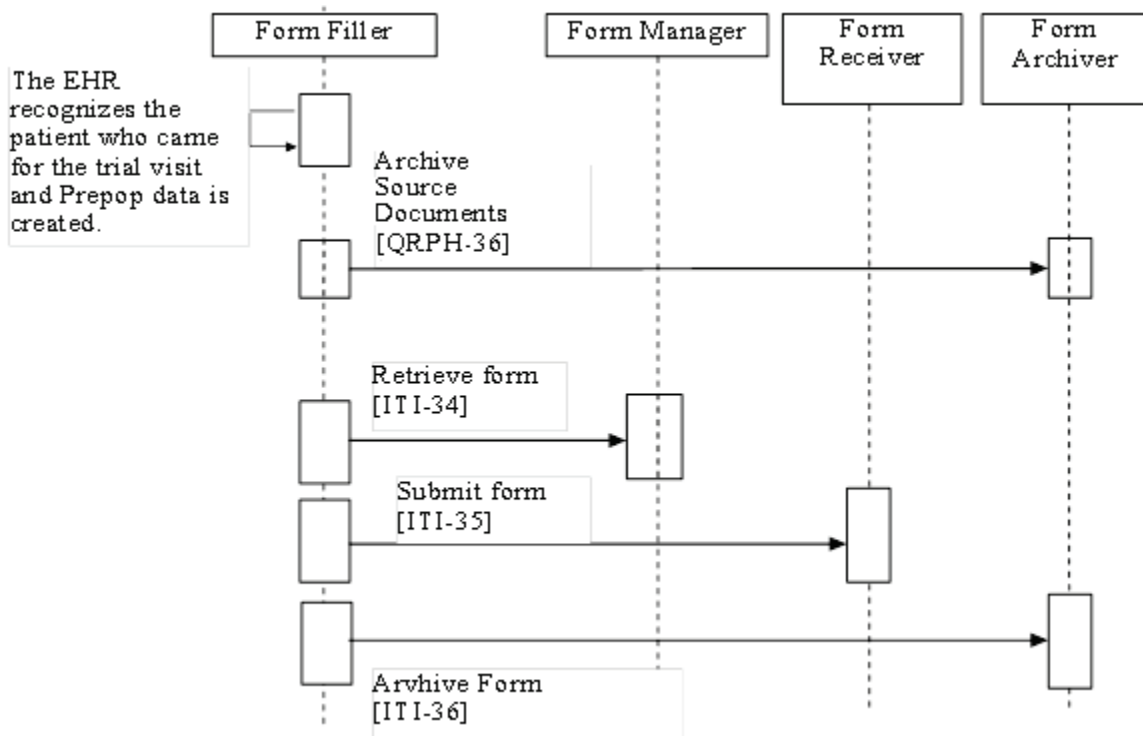 Form Filler
Form Manager
Form
Receiver
Form
Archiver
The EHR
recognizes the
patient who came
for the trial visit
and Prepop data is
created.
Archive
Source
Documents
[QRPH-36]
Retrieve form
[ITI-34]
Submit form
[ITI-35]
Arvhive Form
[ITI-36]